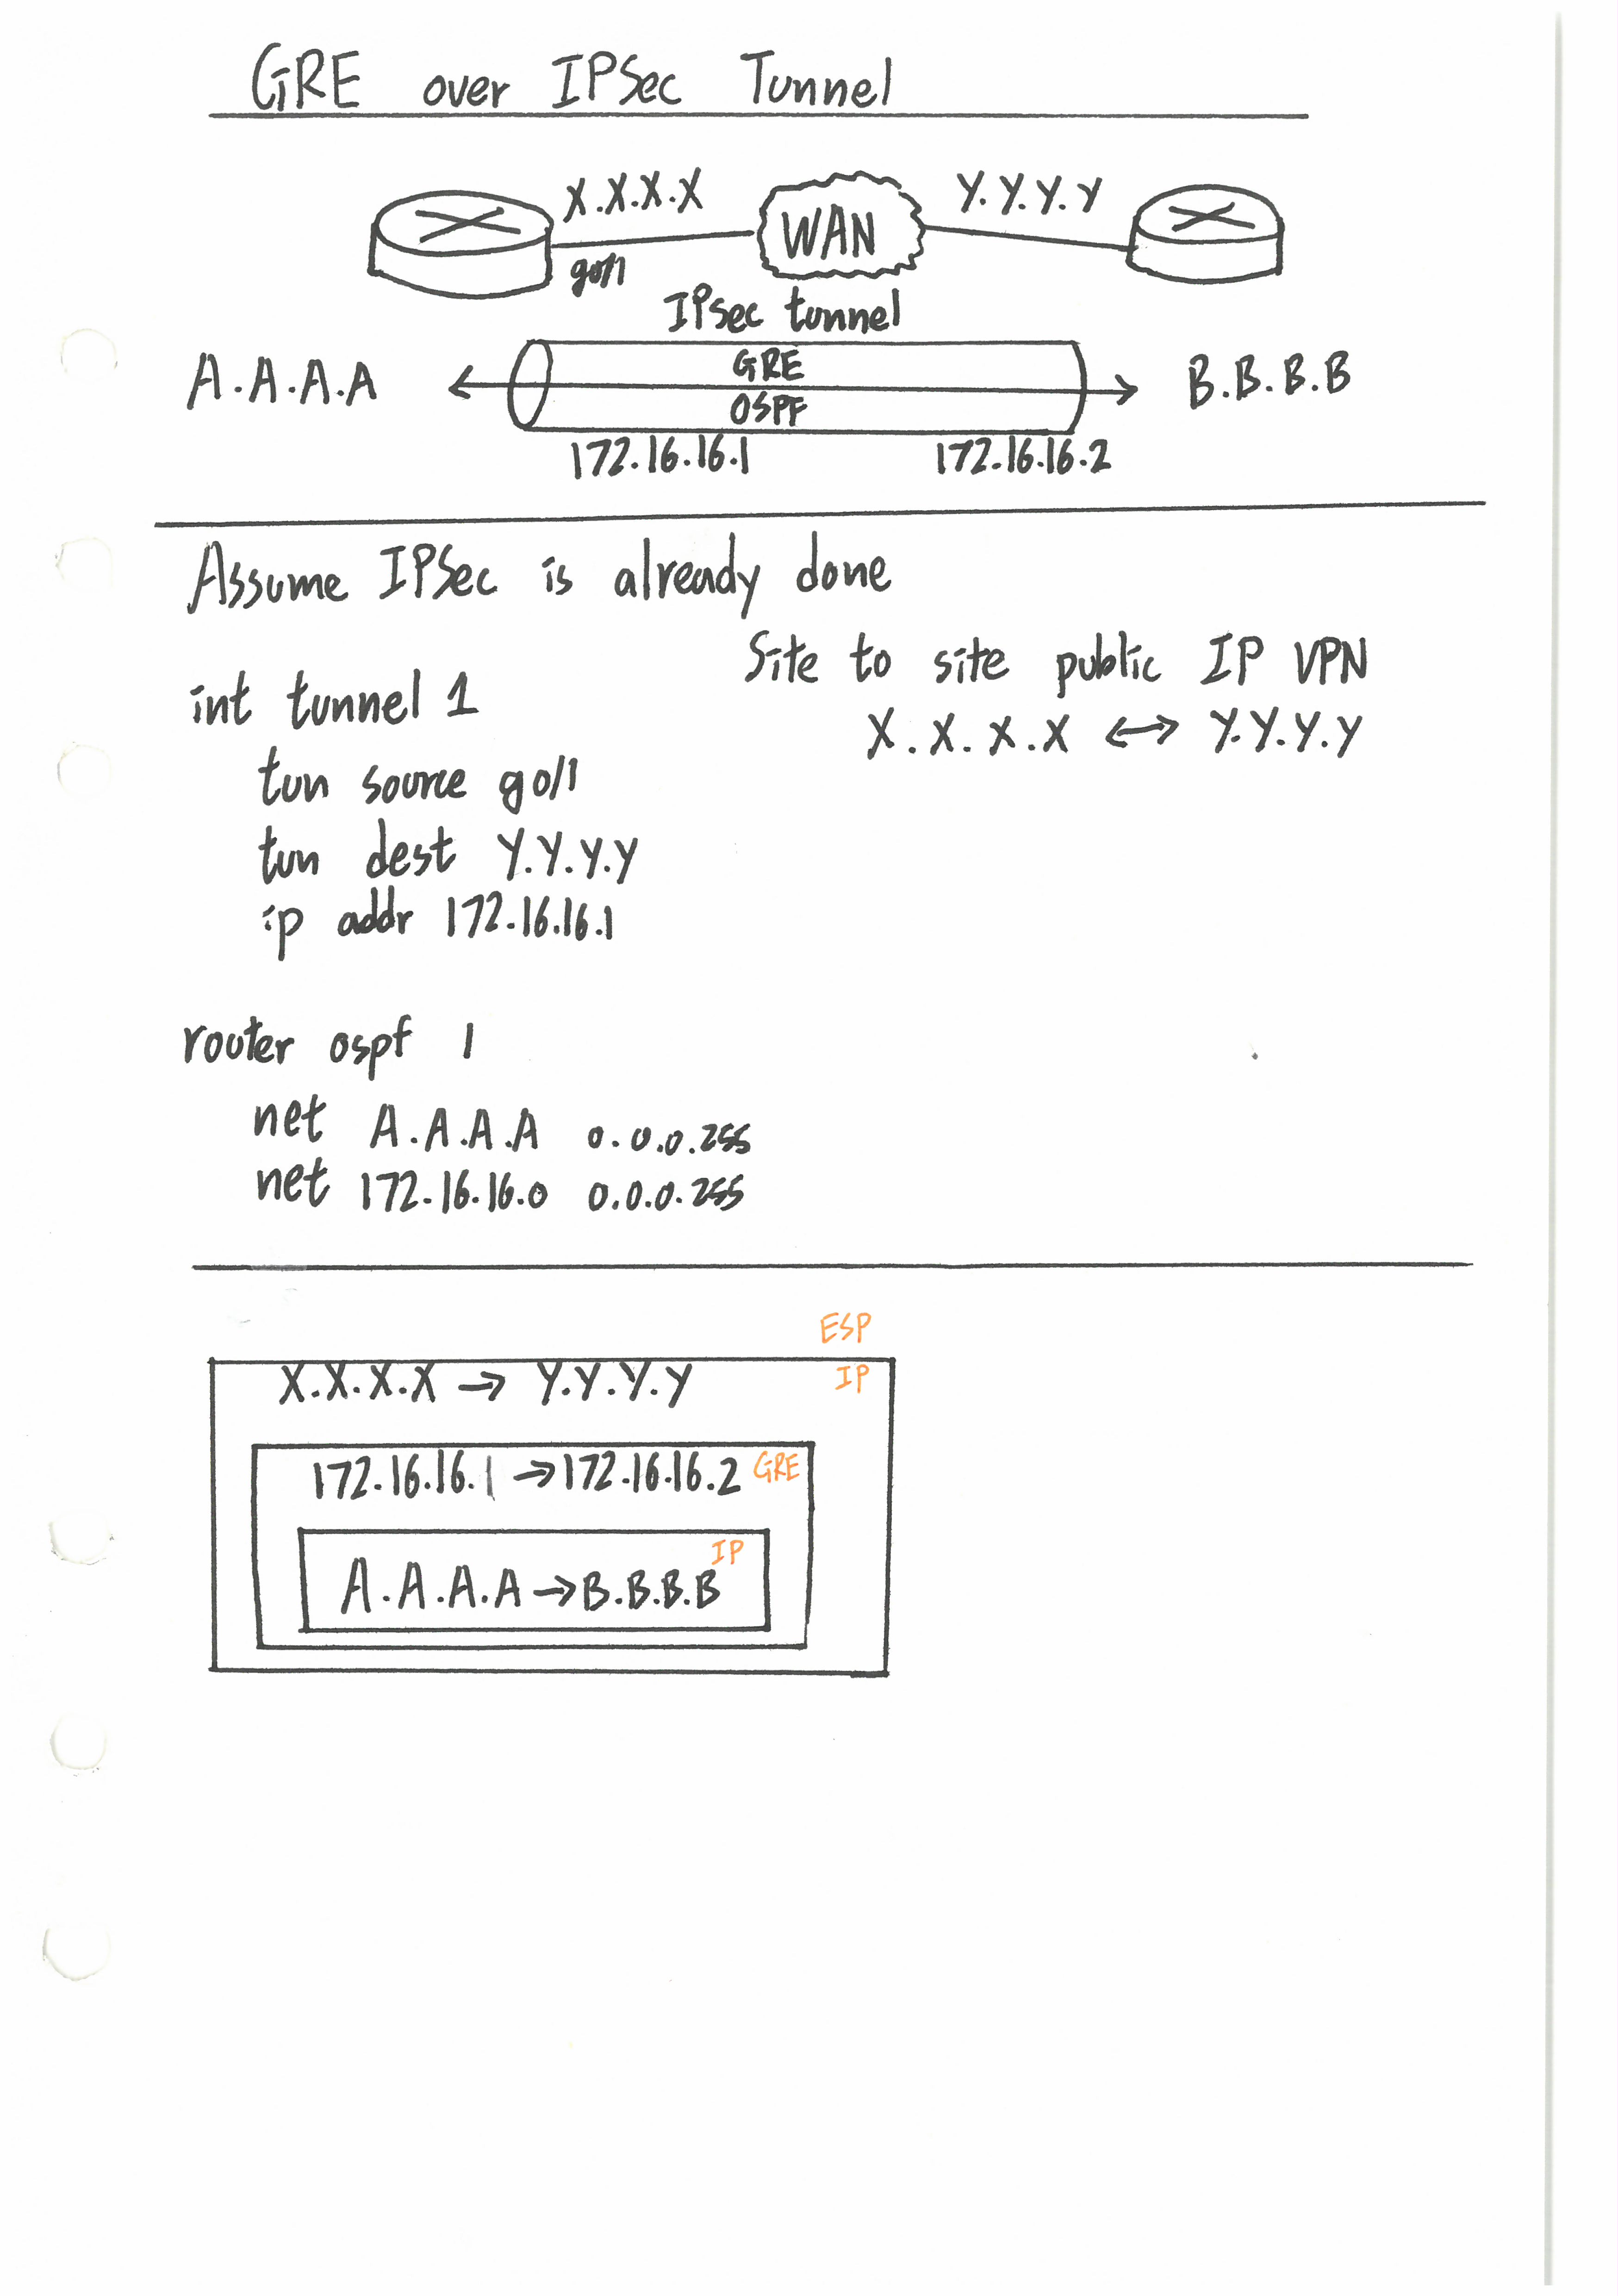 GRE over IPSec Tunnel
X.X.X.X
WAN
Y.Y.Y.Y
g0/1
IPsec tunnel
A.A.A.A
GRE
OSPF
B.B.B.B
172.16.16.1
172.16.16.2
Assume IPSec is already done
Site to site public IP VPN
X.X.X.X ↔ Y.Y.Y.Y
int tunnel 1
tun source g0/1
tun dest Y.Y.Y.Y
ip addr 172.16.16.1
router ospf 1
net A.A.A.A 0.0.0.255
net 172.16.16.0 0.0.0.255
ESP
X.X.X.X → Y.Y.Y.Y IP
172.16.16.1 → 172.16.16.2 GRE
IP
A.A.A.A → B.B.B.B